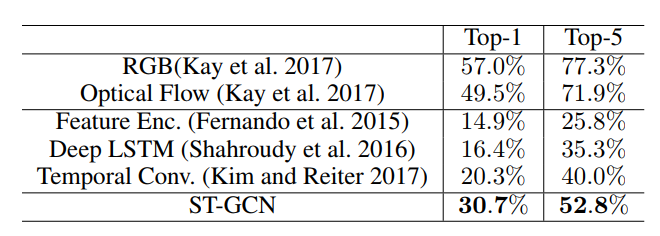 Top-1 Top-5
RGB(Kay et al. 2017) 57.0% 77.3%
Optical Flow (Kay et al. 2017) 49.5% 71.9%
Feature Enc. (Fernando et al. 2015) 14.9% 25.8%
Deep LSTM (Shahroudy et al. 2016) 16.4% 35.3%
Temporal Conv. (Kim and Reiter 2017) 20.3% 40.0%
ST-GCN 30.7% 52.8%